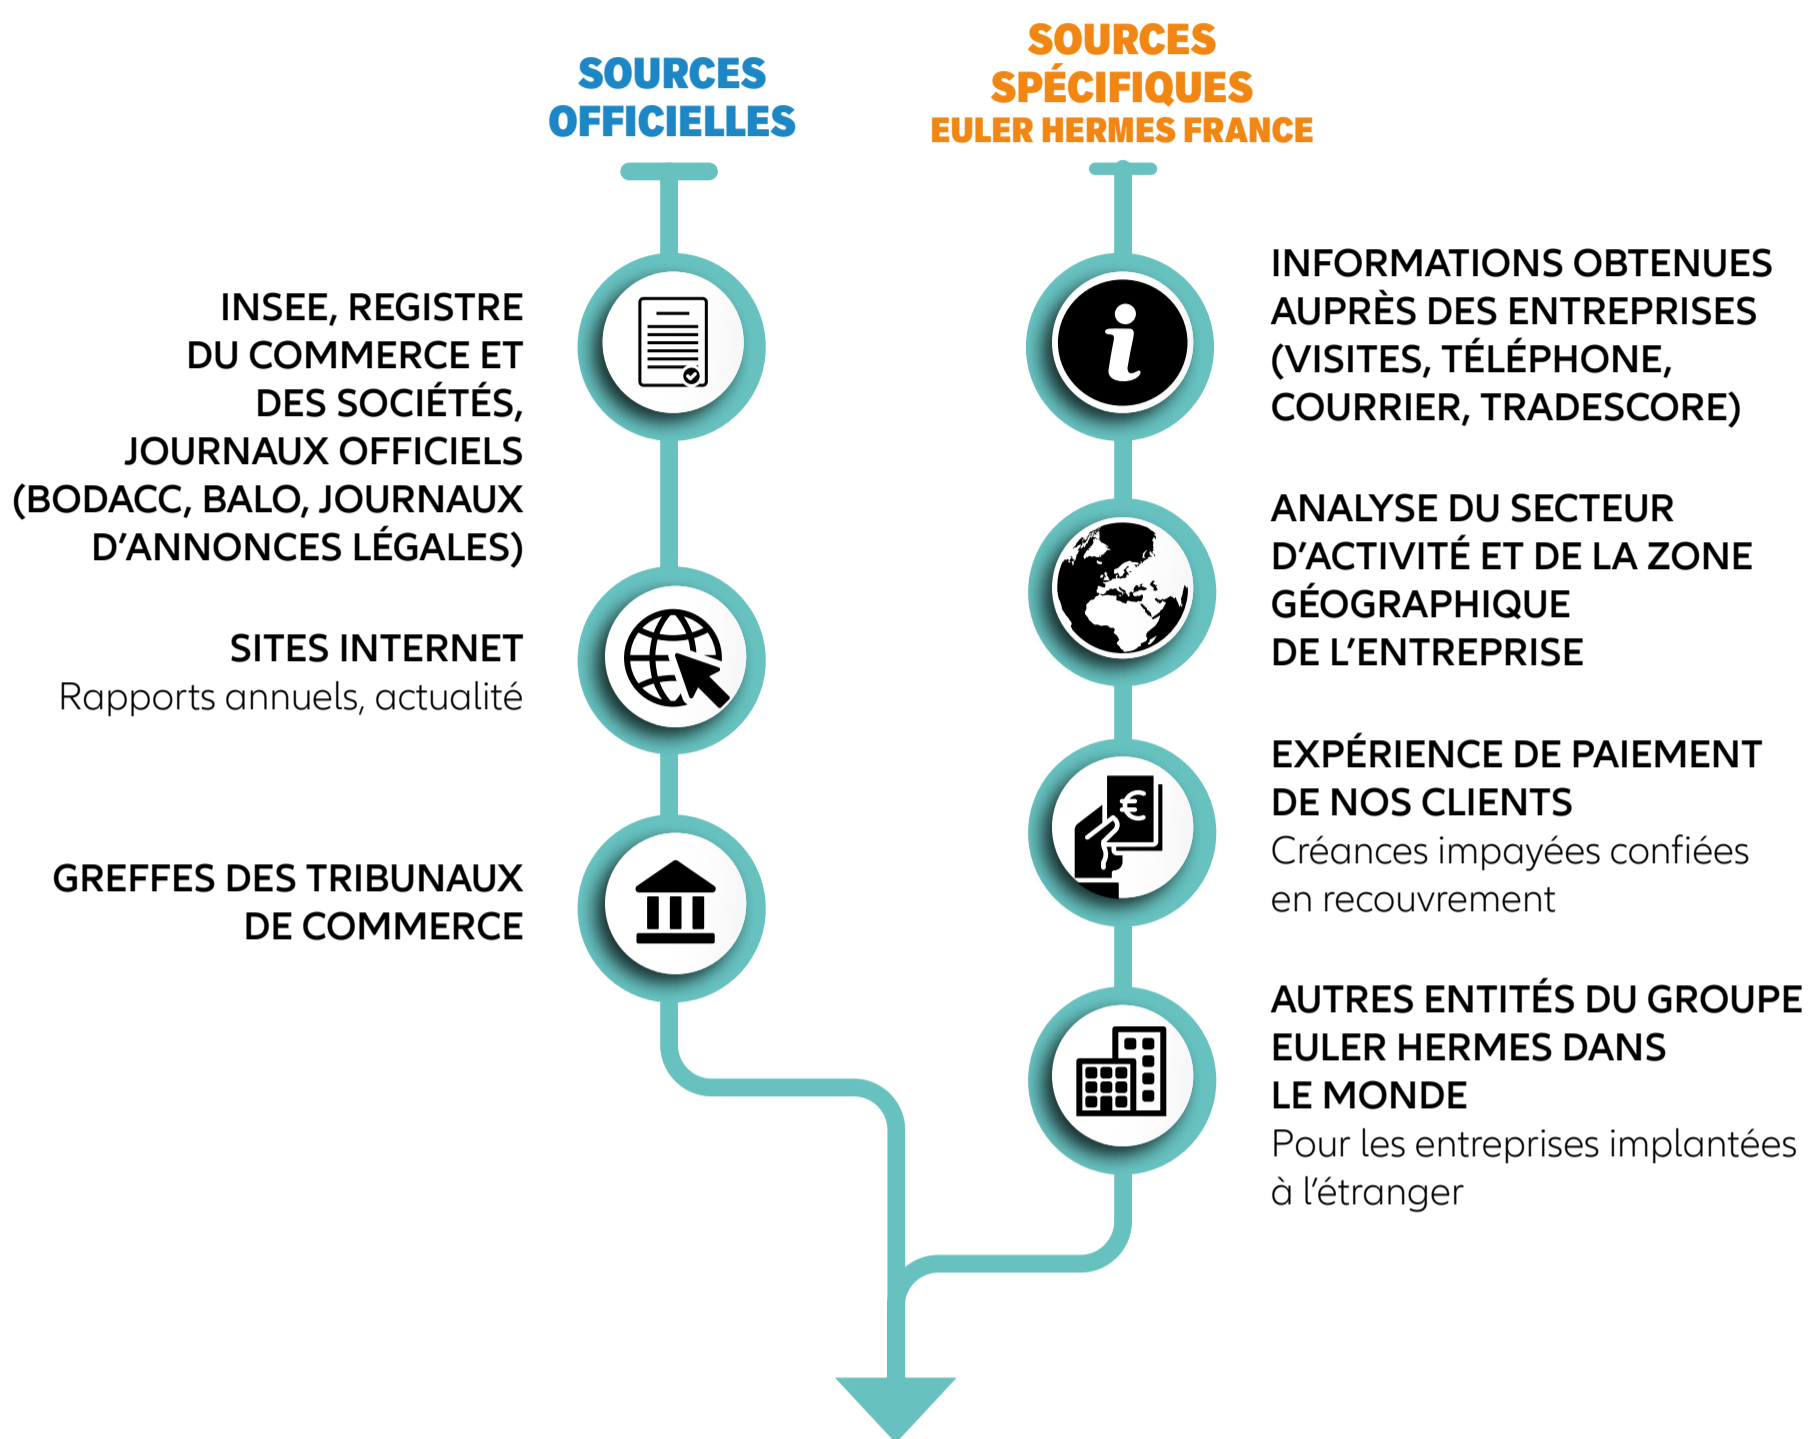 SOURCES
OFFICIELLES
INSEE, REGISTRE
DU COMMERCE ET
DES SOCIÉTÉS,
JOURNAUX OFFICIELS
(BODACC, BALO, JOURNAUX
D’ANNONCES LÉGALES)
SITES INTERNET
Rapports annuels, actualité
GREFFES DES TRIBUNAUX
DE COMMERCE
SOURCES
SPÉCIFIQUES
EULER HERMES FRANCE
i
INFORMATIONS OBTENUES
AUPRÈS DES ENTREPRISES
(VISITES, TÉLÉPHONE,
COURRIER, TRADESCORE)
ANALYSE DU SECTEUR
D’ACTIVITÉ ET DE LA ZONE
GÉOGRAPHIQUE
DE L’ENTREPRISE
€
EXPÉRIENCE DE PAIEMENT
DE NOS CLIENTS
Créances impayées confiées
en recouvrement
AUTRES ENTITÉS DU GROUPE
EULER HERMES DANS
LE MONDE
Pour les entreprises implantées
à l’étranger